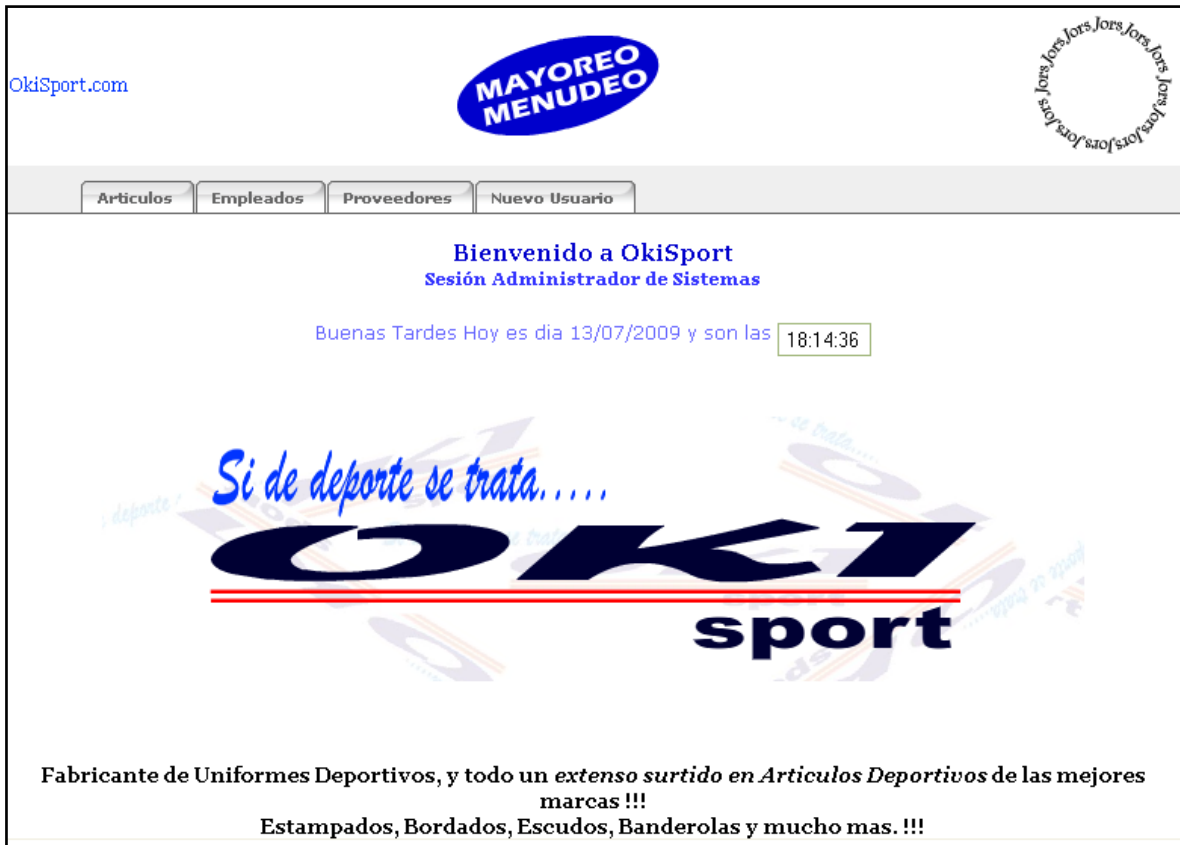 OkiSport.com
MAYOREO
MENUDEO
Jors Jors Jors Jors Jors Jors Jors Jors Jors Jors
Articulos
Empleados
Proveedores
Nuevo Usuario
Bienvenido a OkiSport
Sesión Administrador de Sistemas
Buenas Tardes Hoy es dia 13/07/2009 y son las 18:14:36
Si de deporte se trata.....
OKI
sport
Fabricante de Uniformes Deportivos, y todo un extenso surtido en Articulos Deportivos de las mejores
marcas !!!
Estampados, Bordados, Escudos, Banderolas y mucho mas. !!!